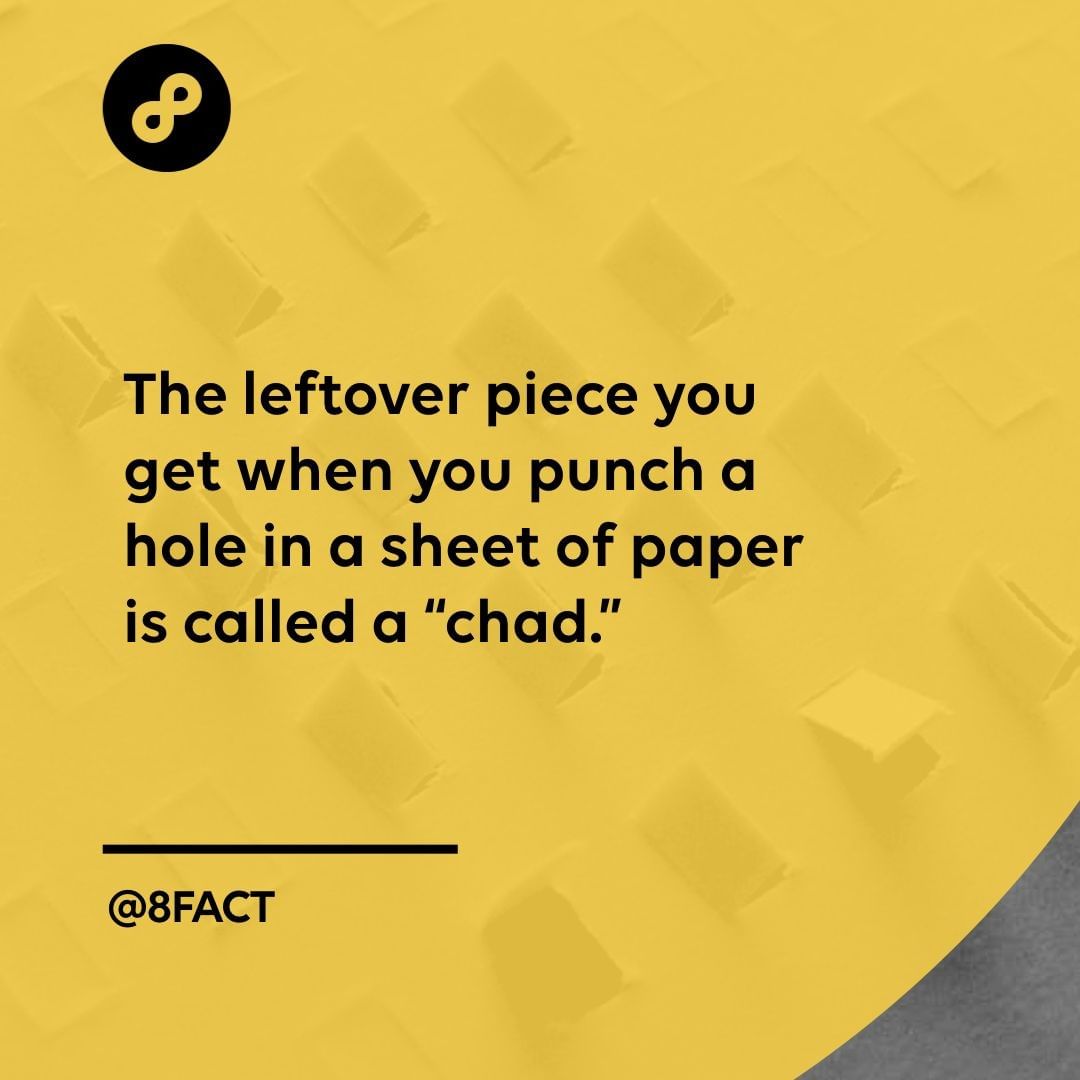 The leftover piece you
get when you punch a
hole in a sheet of paper
is called a “chad.”
@8FACT